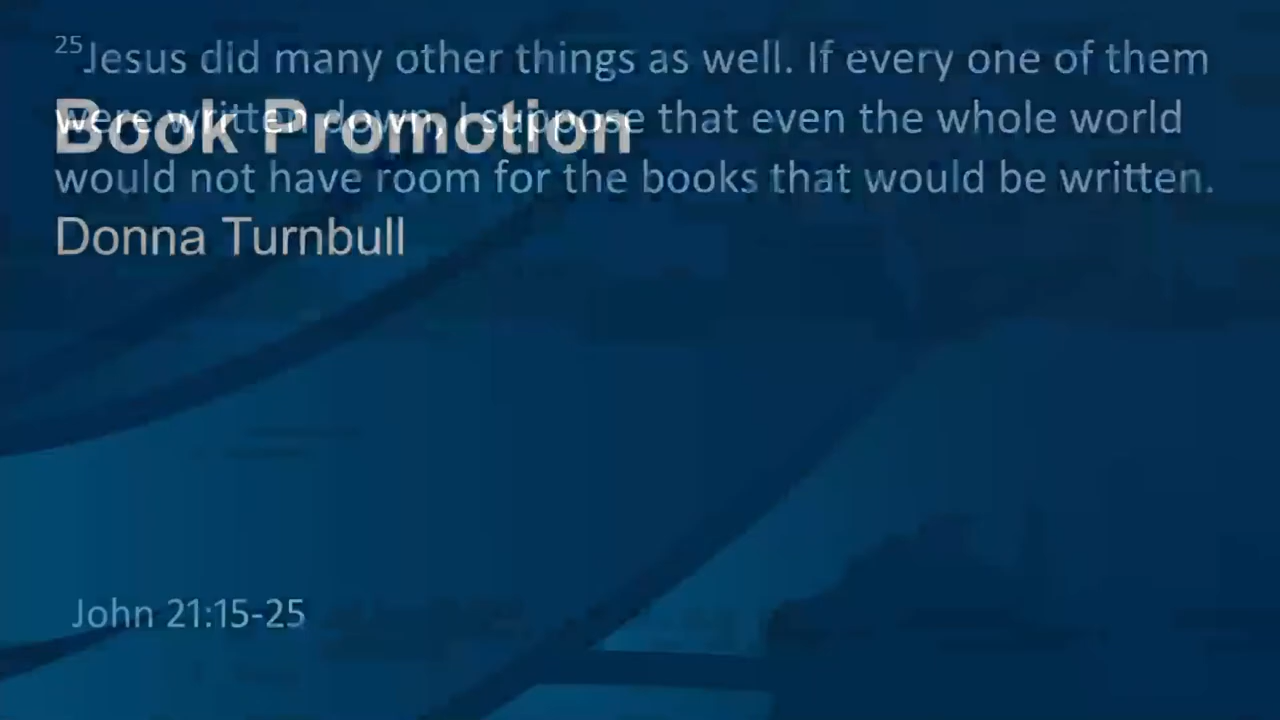 25Jesus did many other things as well. If every one of them
were written down, I suppose that even the whole world
Book Promotion
would not have room for the books that would be written.
Donna Turnbull
John 21:15-25